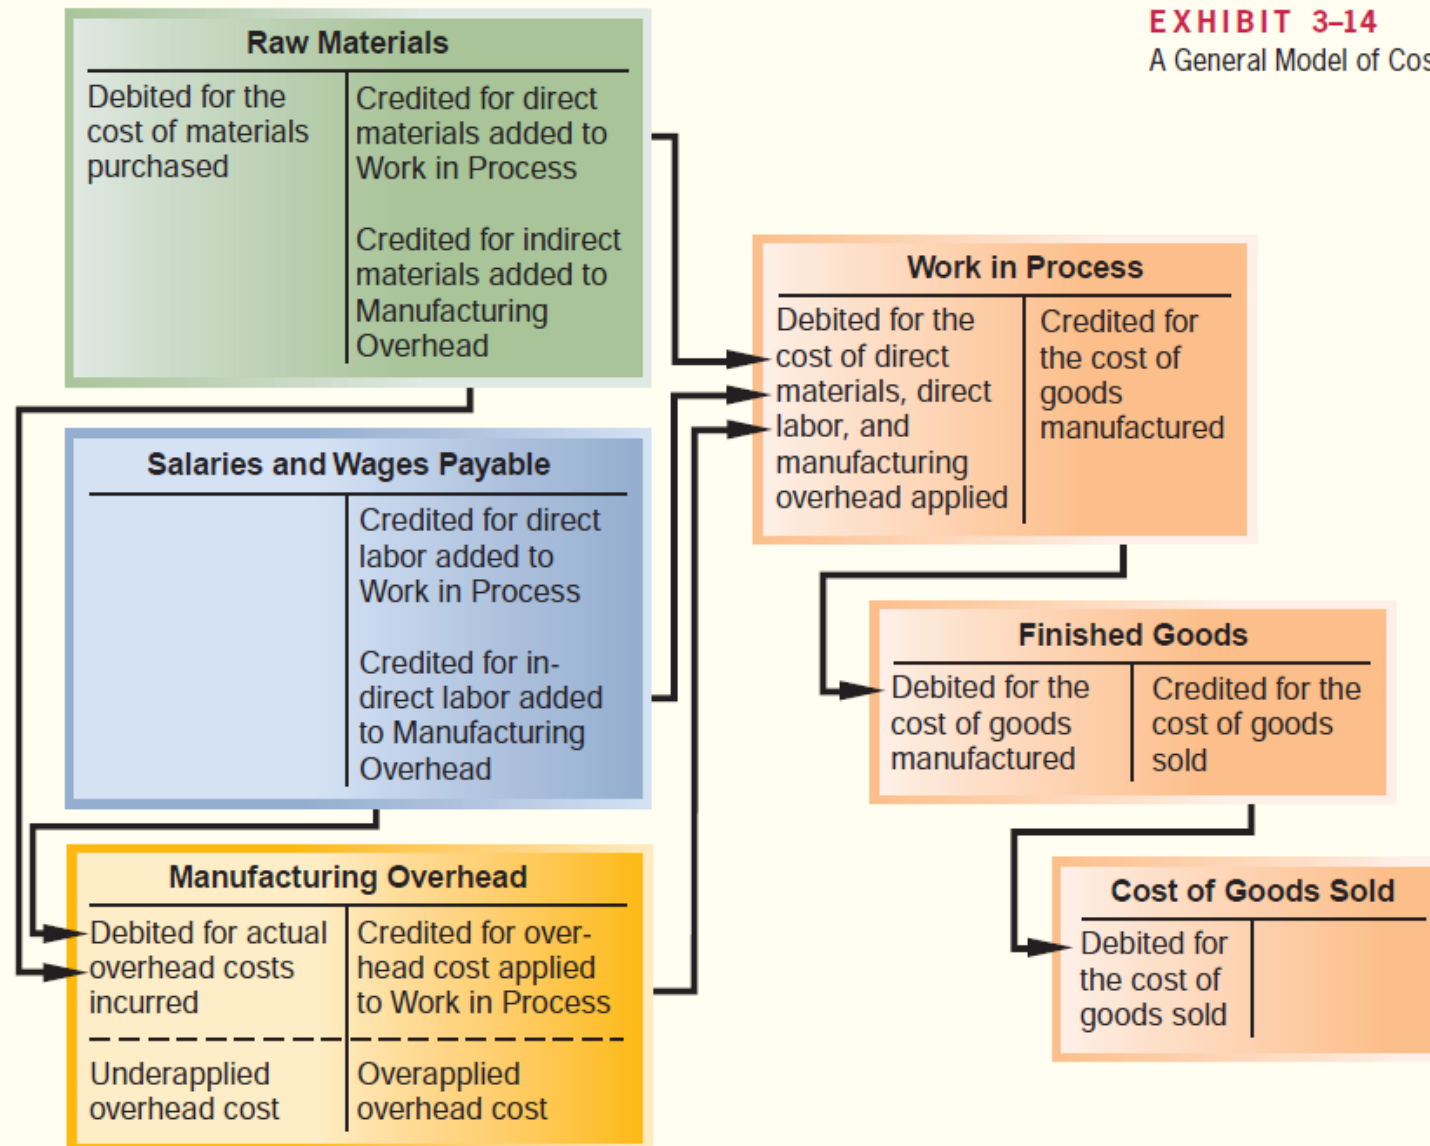 EXHIBIT 3–14
A General Model of Cos
Raw Materials
Debited for the
cost of materials
purchased
Credited for direct
materials added to
Work in Process
Credited for indirect
materials added to
Manufacturing
Overhead
Work in Process
Debited for the
cost of direct
materials, direct
labor, and
manufacturing
overhead applied
Credited for
the cost of
goods
manufactured
Salaries and Wages Payable
Credited for direct
labor added to
Work in Process
Credited for in-
direct labor added
to Manufacturing
Overhead
Finished Goods
Debited for the
cost of goods
manufactured
Credited for the
cost of goods
sold
Manufacturing Overhead
Debited for actual
overhead costs
incurred
Credited for over-
head cost applied
to Work in Process
Underapplied
overhead cost
Overapplied
overhead cost
Cost of Goods Sold
Debited for
the cost of
goods sold